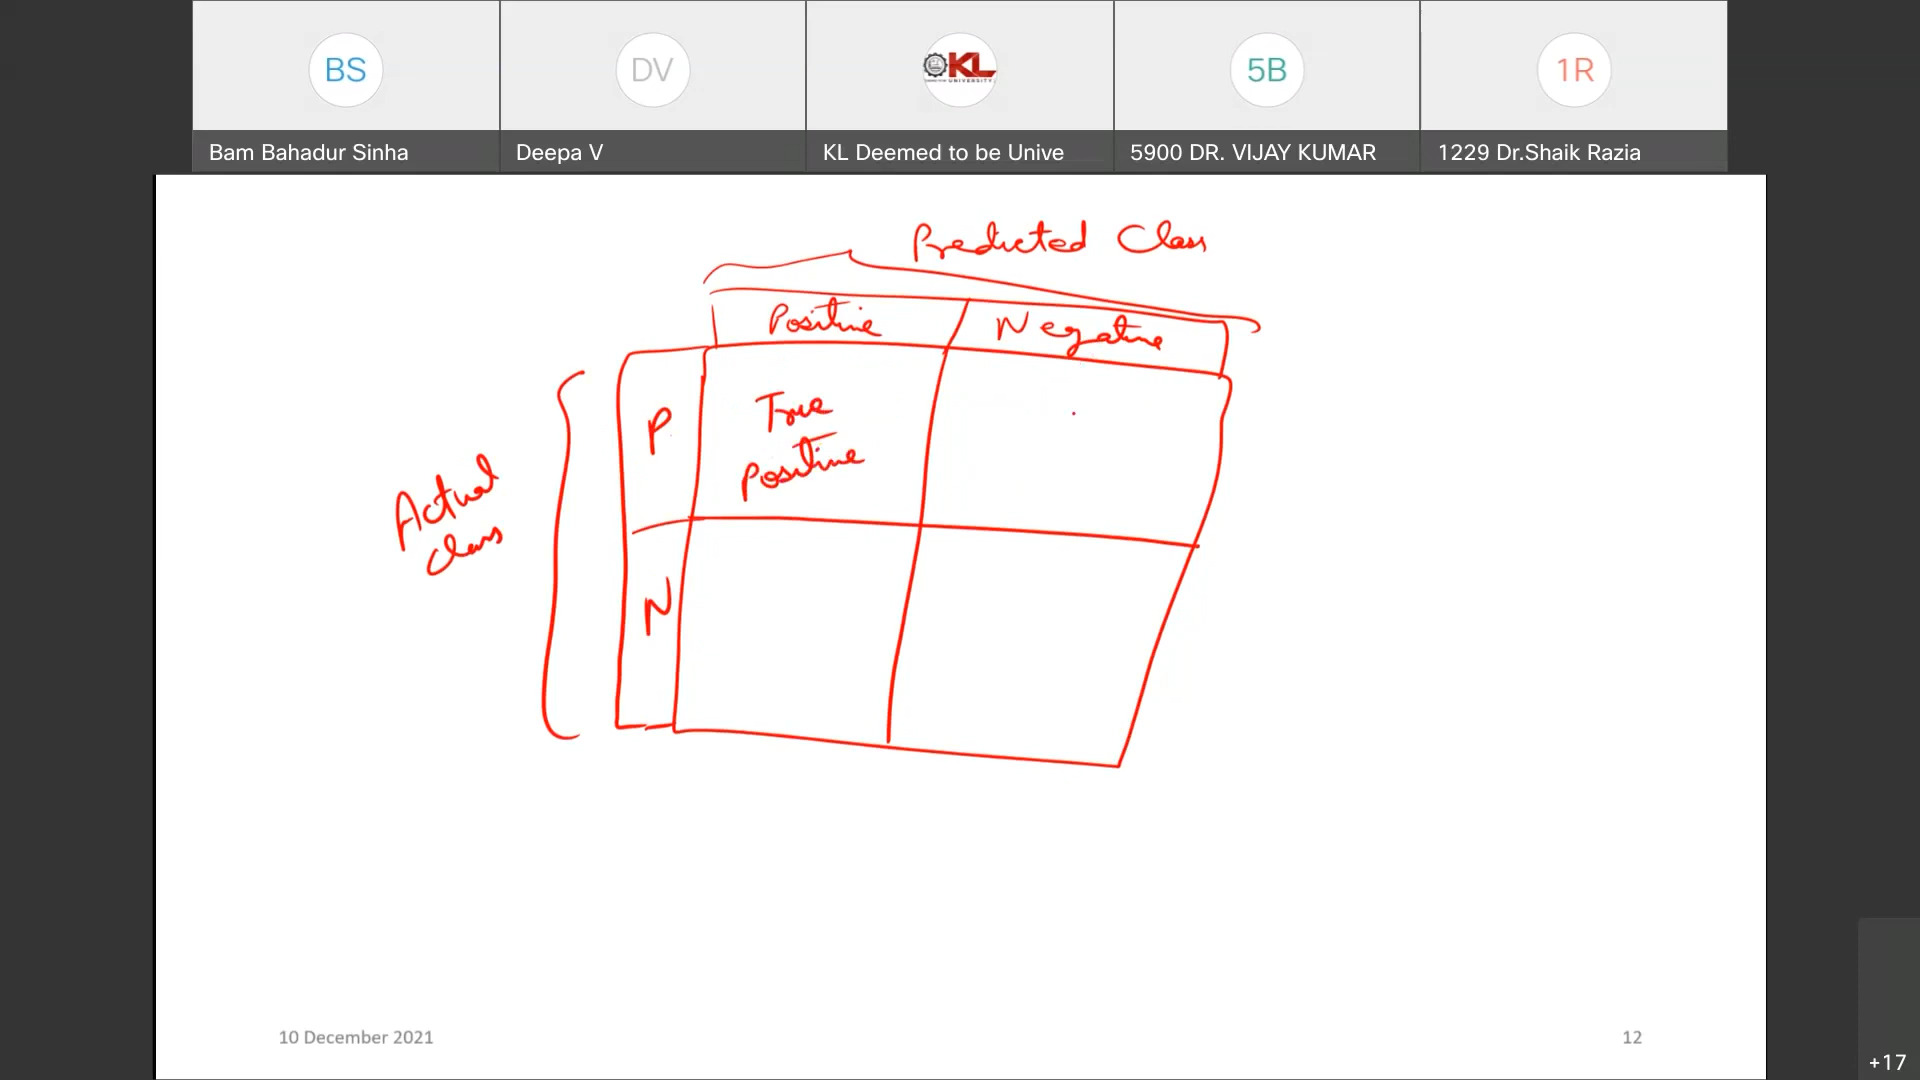 BS
DV
KL
UNIVERSITY
5B
1R
Bam Bahadur Sinha
Deepa V
KL Deemed to be Unive
5900 DR. VIJAY KUMAR
1229 Dr.Shaik Razia
Predicted Class
Positive
Negative
P
True
Positive
Actual
Class
N
10 December 2021
12
+17